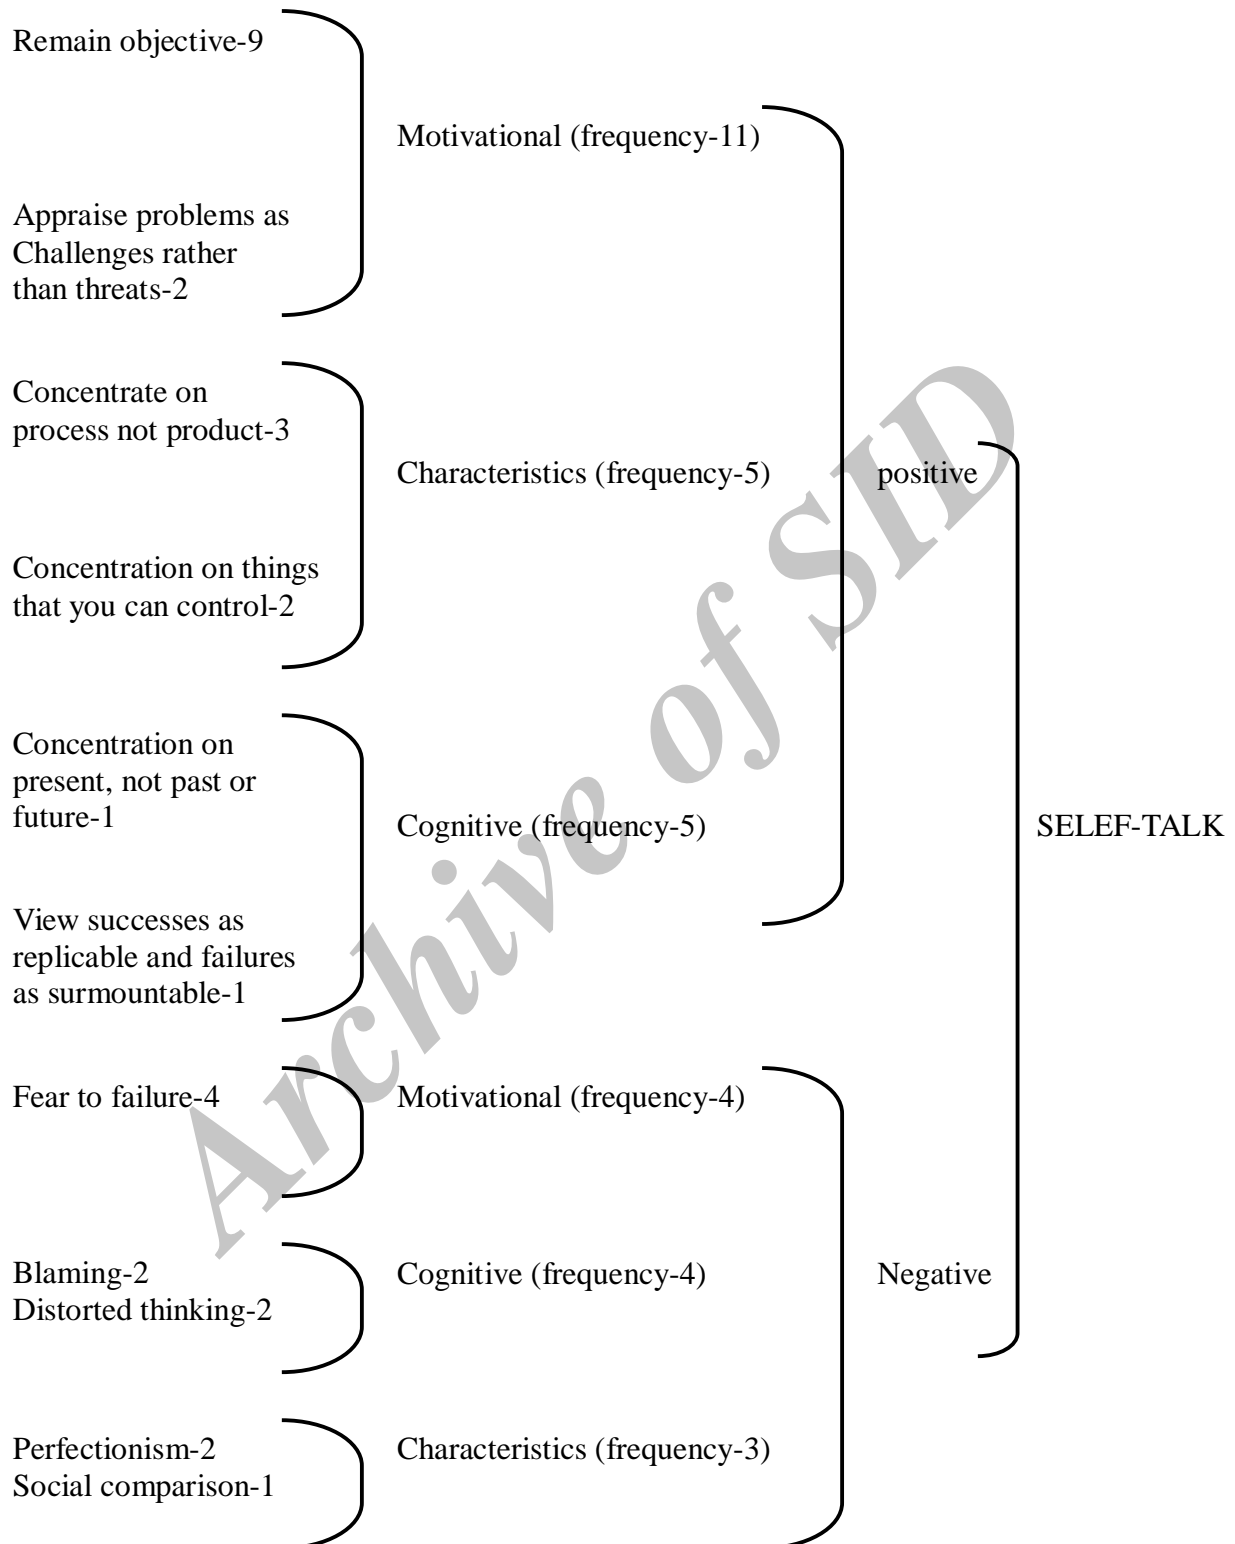 Remain objective-9
Motivational (frequency-11)
Appraise problems as
Challenges rather
than threats-2
Concentrate on
process not product-3
Characteristics (frequency-5)
positive
Concentration on things
that you can control-2
Concentration on
present, not past or
future-1
Cognitive (frequency-5)
SELEF-TALK
View successes as
replicable and failures
as surmountable-1
Fear to failure-4
Motivational (frequency-4)
Blaming-2
Distorted thinking-2
Cognitive (frequency-4)
Negative
Perfectionism-2
Social comparison-1
Characteristics (frequency-3)
Archive of SID